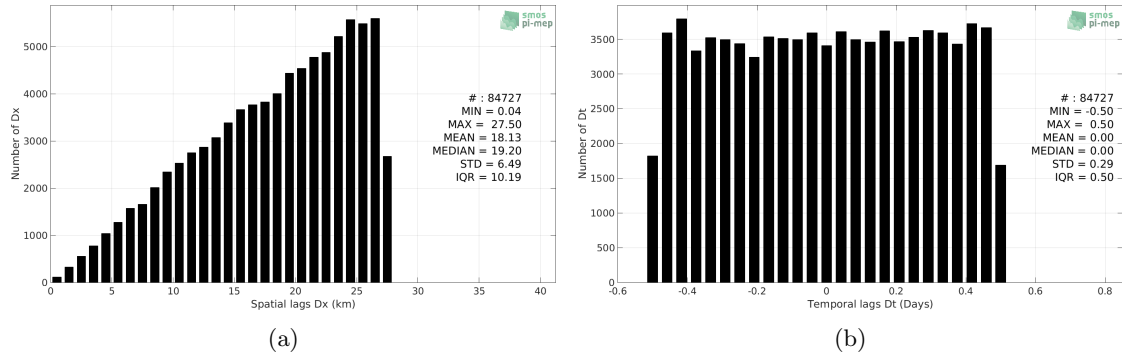 smos
pi-mep
Number of Dx
5000
4000
3000
2000
1000
0
# : 84727
MIN = 0.04
MAX = 27.50
MEAN = 18.13
MEDIAN = 19.20
STD = 6.49
IQR = 10.19
0 5 10 15 20 25 30 35 40
Spatial lags Dx (km)
(a)
smos
pi-mep
Number of Dt
3500
3000
2500
2000
1500
1000
500
0
# : 84727
MIN = -0.50
MAX = 0.50
MEAN = 0.00
MEDIAN = 0.00
STD = 0.29
IQR = 0.50
-0.6 -0.4 -0.2 0 0.2 0.4 0.6 0.8
Temporal lags Dt (Days)
(b)